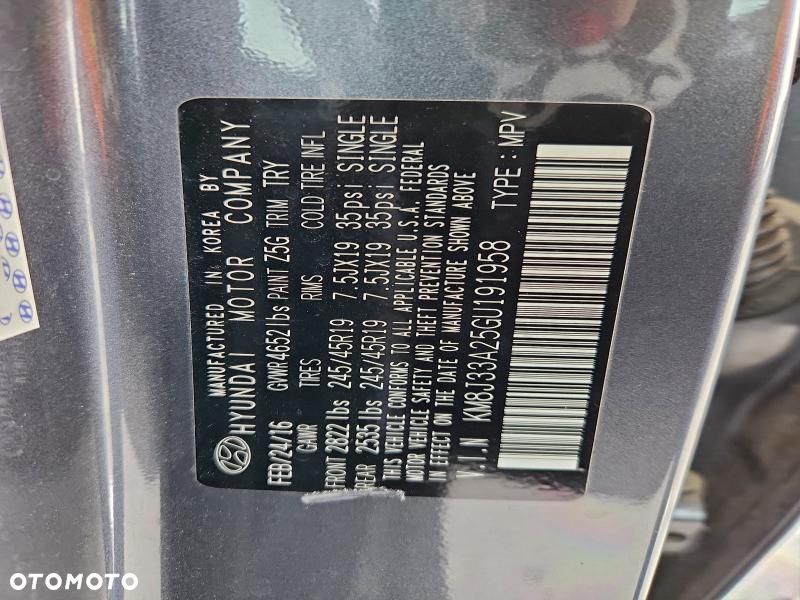 MANUFACTURED IN KOREA BY
HYUNDAI MOTOR COMPANY
FEB/24/16 GVWR4652 lbs PAINT Z5G TRIM TRY
GAWR TIRES RIMS COLD TIRE INFL
FRONT 2822 lbs 245/45R19 7.5JX19 35psi SINGLE
REAR 2535 lbs 245/45R19 7.5JX19 35psi SINGLE
THIS VEHICLE CONFORMS TO ALL APPLICABLE U.S.A. FEDERAL
MOTOR VEHICLE SAFETY AND THEFT PREVENTION STANDARDS
IN EFFECT ON THE DATE OF MANUFACTURE SHOWN ABOVE
V.I.N KM8J33A25GU191958 TYPE : MPV
OTOMOTO